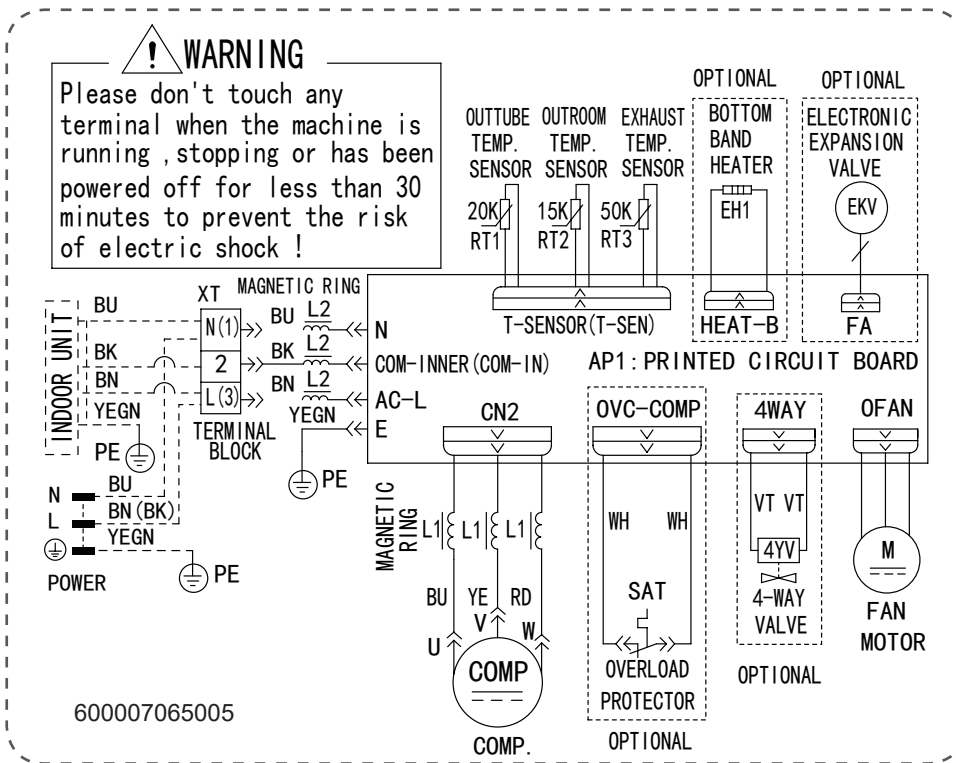 WARNING
Please don't touch any
terminal when the machine is
running ,stopping or has been
powered off for less than 30
minutes to prevent the risk
of electric shock !
OPTIONAL
OPTIONAL
OUTTUBE
TEMP.
SENSOR
OUTROOM
TEMP.
SENSOR
EXHAUST
TEMP.
SENSOR
BOTTOM
BAND
HEATER
ELECTRONIC
EXPANSION
VALVE
20K
RT1
15K
RT2
50K
RT3
EH1
EKV
INDOOR UNIT
BU
BK
BN
YEGN
PE
XT
N(1)
2
L(3)
TERMINAL
BLOCK
MAGNETIC RING
BU L2
BK L2
BN L2
YEGN
PE
N
COM-INNER(COM-IN)
AC-L
E
T-SENSOR(T-SEN)
HEAT-B
FA
AP1:PRINTED CIRCUIT BOARD
CN2
OVC-COMP
4WAY
OFAN
N
L
POWER
BU
BN(BK)
YEGN
PE
MAGNETIC
RING
L1
L1
L1
BU
YE
RD
U
V
W
COMP
COMP.
WH
WH
SAT
OVERLOAD
PROTECTOR
OPTIONAL
VT VT
4YV
4-WAY
VALVE
OPTIONAL
M
FAN
MOTOR
600007065005